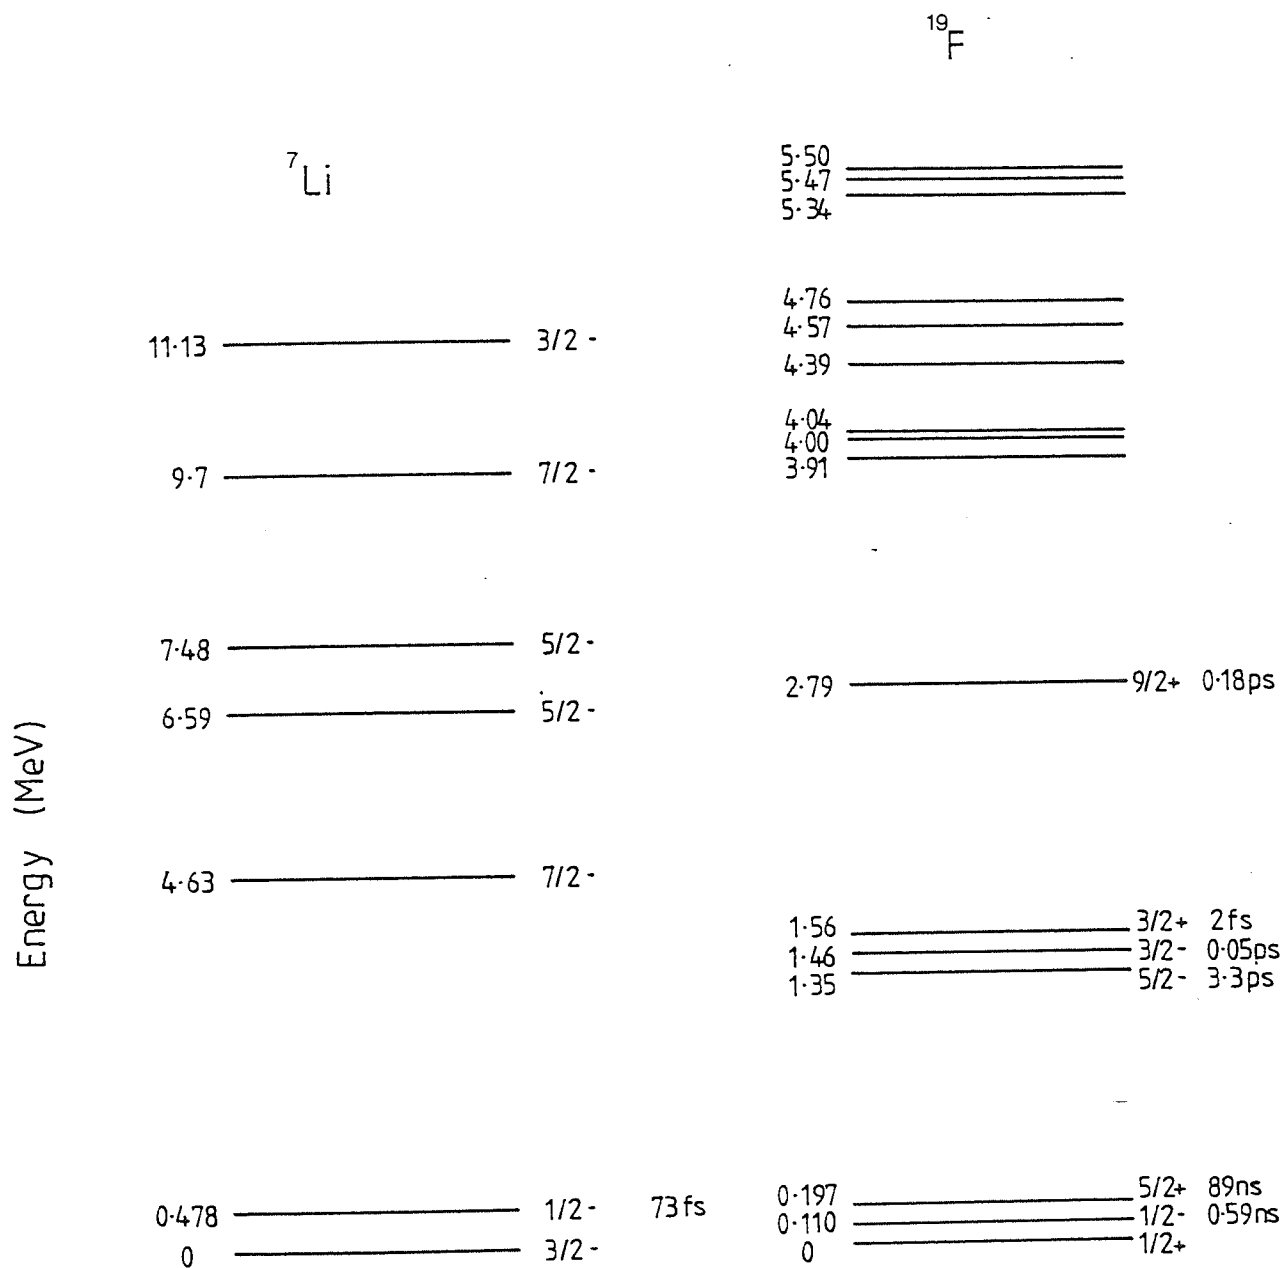 ¹⁹F
⁷Li
11·13 3/2 -
9·7 7/2 -
7·48 5/2 -
6·59 5/2 -
4·63 7/2 -
0·478 1/2 - 73fs
0 3/2 -
5·50
5·47
5·34
4·76
4·57
4·39
4·04
4·00
3·91
2·79 9/2+ 0·18ps
1·56 3/2+ 2fs
1·46 3/2- 0·05ps
1·35 5/2- 3·3ps
0·197 5/2+ 89ns
0·110 1/2- 0·59ns
0 1/2+
Energy (MeV)